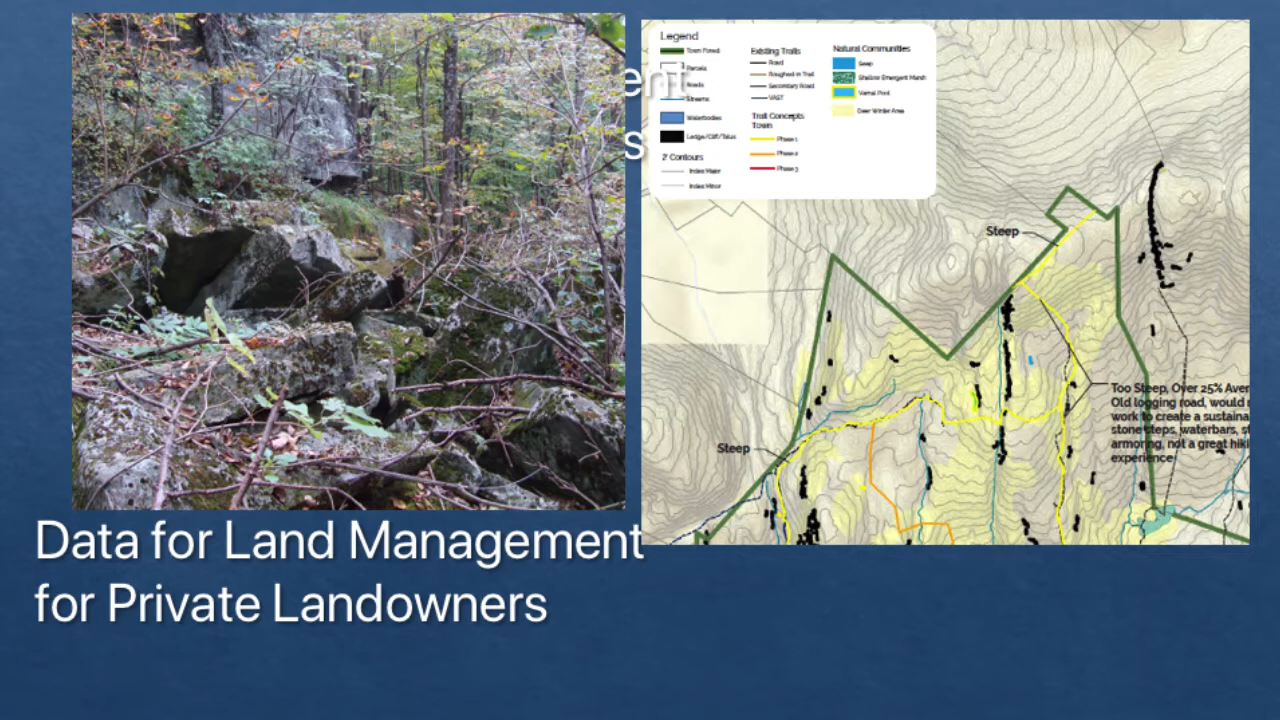 Legend
Town Forest
Parcels
Roads
Streams
Waterbodies
Ledge/Cliff/Talus
2' Contours
Index Major
Index Minor
Existing Trails
Road
Roughed-in Trail
Secondary Road
VAST
Trail Concepts
Town
Phase 1
Phase 2
Phase 3
Natural Communities
Seep
Shallow Emergent Marsh
Vernal Pool
Deer Winter Area
ent
s
Steep
Steep
Too Steep, Over 25% Aver
Old logging road, would
work to create a sustaina
stone steps, waterbars, st
armoring, not a great hiki
experience
Data for Land Management
for Private Landowners